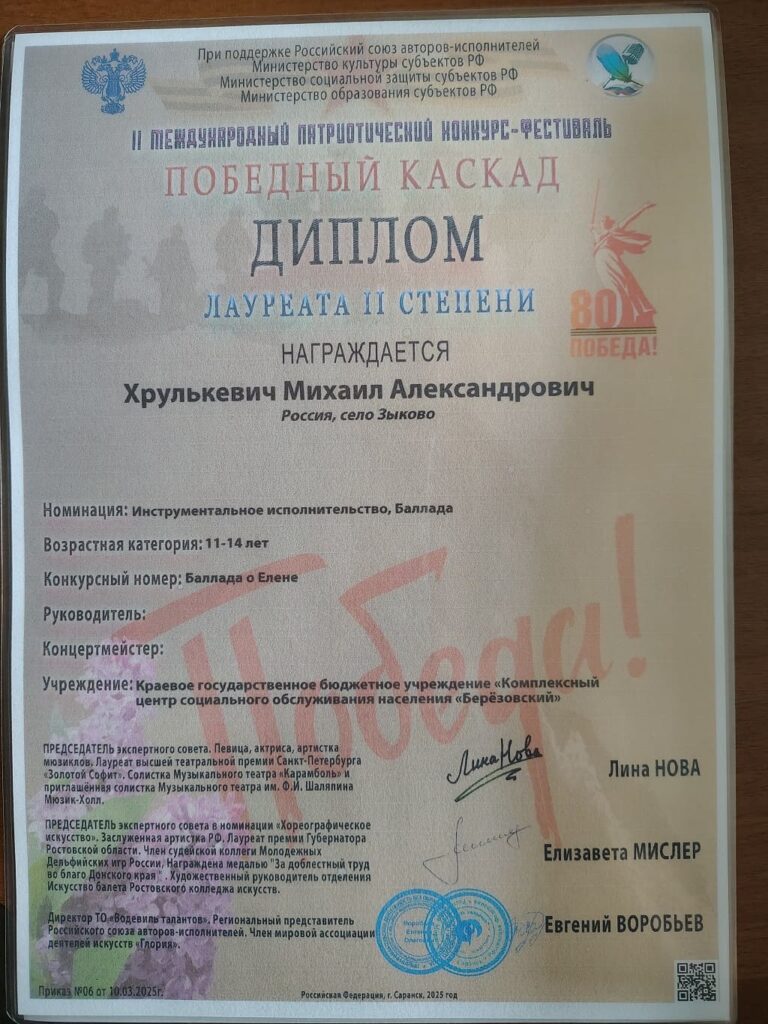 При поддержке Российский союз авторов-исполнителей
Министерство культуры субъектов РФ
Министерство социальной защиты субъектов РФ
Министерство образования субъектов РФ
II МЕЖДУНАРОДНЫЙ ПАТРИОТИЧЕСКИЙ КОНКУРС-ФЕСТИВАЛЬ
ПОБЕДНЫЙ КАСКАД
ДИПЛОМ
ЛАУРЕАТА II СТЕПЕНИ
80
ПОБЕДА!
НАГРАЖДАЕТСЯ
Хрулькевич Михаил Александрович
Россия, село Зыково
Номинация: Инструментальное исполнительство, Баллада
Возрастная категория: 11-14 лет
Конкурсный номер: Баллада о Елене
Руководитель:
Концертмейстер:
Победа!
Учреждение: Краевое государственное бюджетное учреждение «Комплексный
центр социального обслуживания населения «Берёзовский»
ПРЕДСЕДАТЕЛЬ экспертного совета. Певица, актриса, артистка
мюзиклов. Лауреат высшей театральной премии Санкт-Петербурга
«Золотой Софит». Солистка Музыкального театра «Карамболь» и
приглашённая солистка Музыкального театра им. Ф.И. Шаляпина
Мюзик-Холл.
Лина Нова
Лина НОВА
ПРЕДСЕДАТЕЛЬ экспертного совета в номинации «Хореографическое
искусство». Заслуженная артистка РФ. Лауреат премии Губернатора
Ростовской области. Член судейской коллеги Молодежных
Дельфийских игр России, Награждена медалью "За доблестный труд
во благо Донского края" . Художественный руководитель отделения
Искусство балета Ростовского колледжа искусств.
Елизавета МИСЛЕР
Директор ТО «Водевиль талантов». Региональный представитель
Российского союза авторов-исполнителей. Член мировой ассоциации
деятелей искусств «Глория».
Евгений ВОРОБЬЕВ
Приказ №06 от 10.03.2025г.
Российская Федерация, г. Саранск, 2025 год